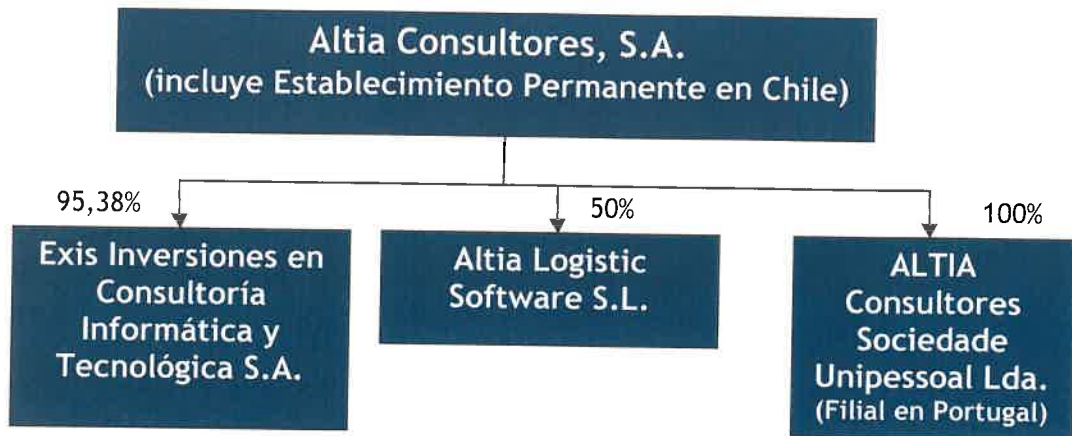 Altia Consultores, S.A.
(incluye Establecimiento Permanente en Chile)
95,38%
50%
100%
Exis Inversiones en
Consultoría
Informática y
Tecnológica S.A.
Altia Logistic
Software S.L.
ALTIA
Consultores
Sociedade
Unipessoal Lda.
(Filial en Portugal)